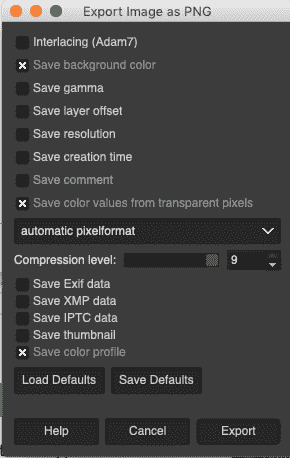 Export Image as PNG
Interlacing (Adam7)
Save background color
Save gamma
Save layer offset
Save resolution
Save creation time
Save comment
Save color values from transparent pixels
automatic pixelformat
Compression level: 9
Save Exif data
Save XMP data
Save IPTC data
Save thumbnail
Save color profile
Load Defaults Save Defaults
Help Cancel Export